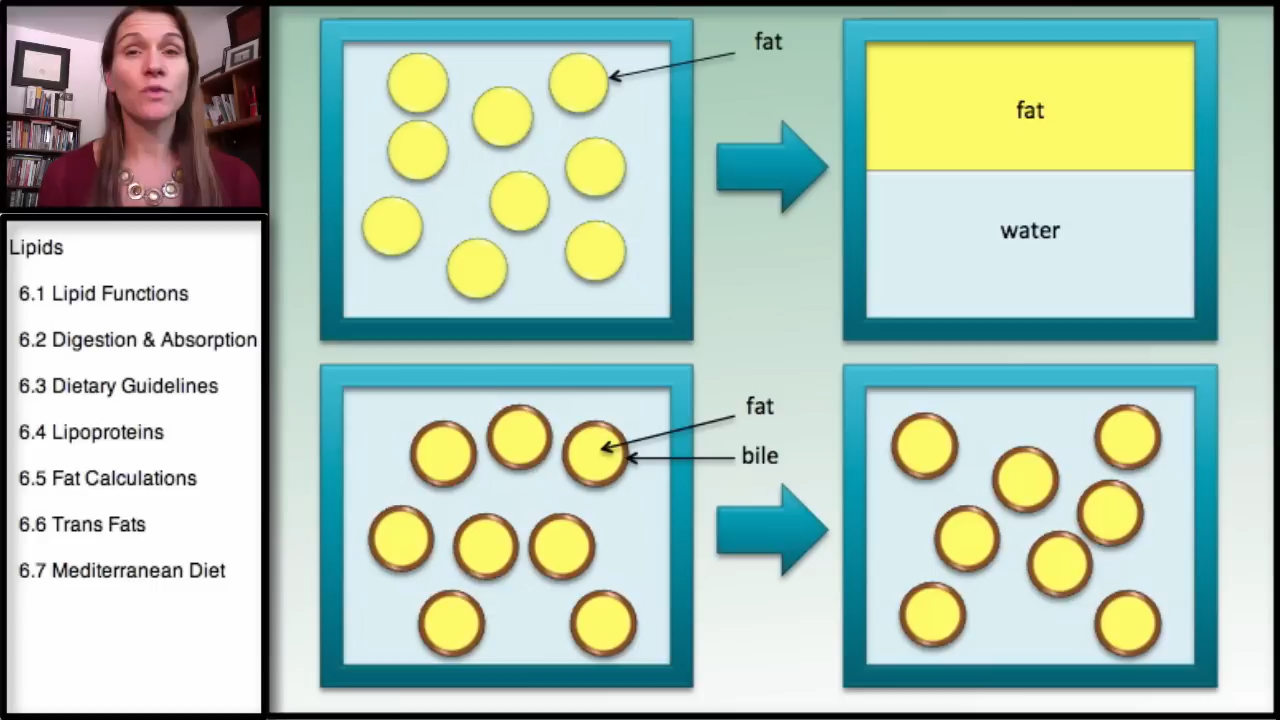 Lipids
6.1 Lipid Functions
6.2 Digestion & Absorption
6.3 Dietary Guidelines
6.4 Lipoproteins
6.5 Fat Calculations
6.6 Trans Fats
6.7 Mediterranean Diet
fat
fat
water
fat
bile